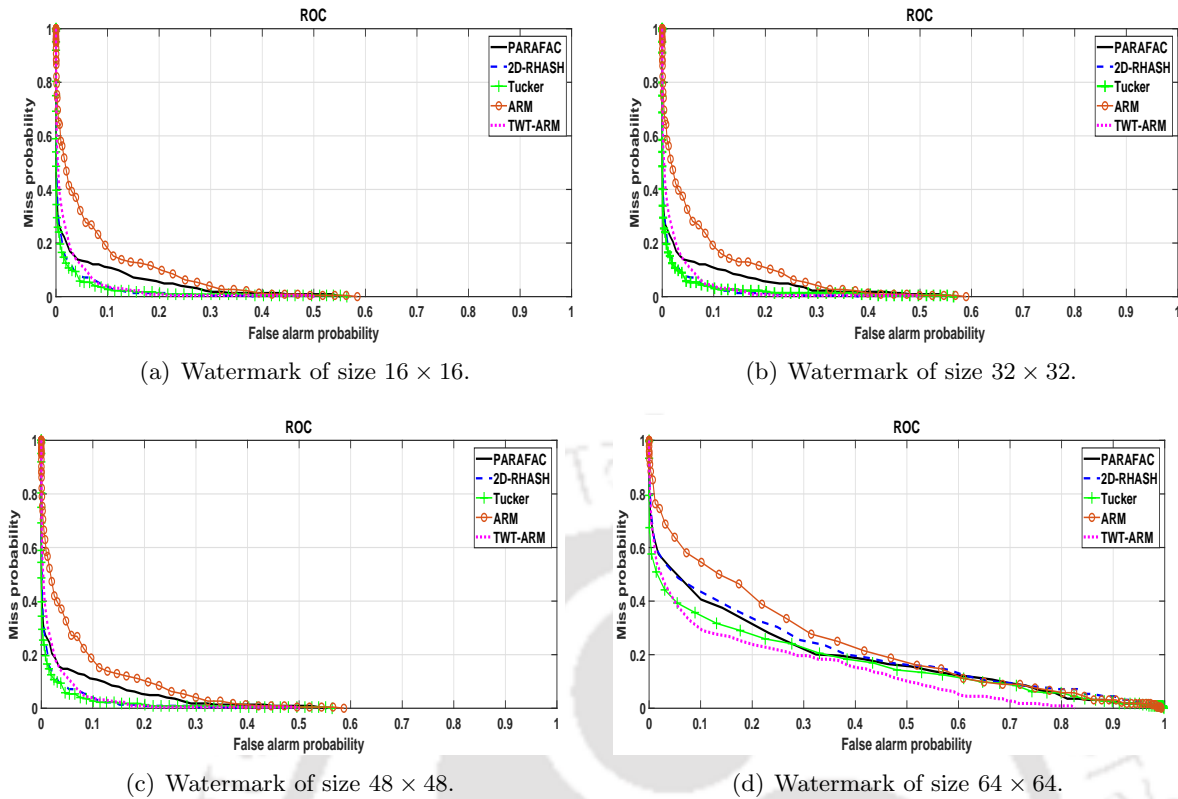 ROC
Miss probability
1
0.8
0.6
0.4
0.2
0
PARAFAC
2D-RHASH
Tucker
ARM
TWT-ARM
0 0.1 0.2 0.3 0.4 0.5 0.6 0.7 0.8 0.9 1
False alarm probability
(a) Watermark of size 16 × 16.
ROC
Miss probability
1
0.8
0.6
0.4
0.2
0
PARAFAC
2D-RHASH
Tucker
ARM
TWT-ARM
0 0.1 0.2 0.3 0.4 0.5 0.6 0.7 0.8 0.9 1
False alarm probability
(b) Watermark of size 32 × 32.
ROC
Miss probability
1
0.8
0.6
0.4
0.2
0
PARAFAC
2D-RHASH
Tucker
ARM
TWT-ARM
0 0.1 0.2 0.3 0.4 0.5 0.6 0.7 0.8 0.9 1
False alarm probability
(c) Watermark of size 48 × 48.
ROC
Miss probability
1
0.8
0.6
0.4
0.2
0
PARAFAC
2D-RHASH
Tucker
ARM
TWT-ARM
0 0.1 0.2 0.3 0.4 0.5 0.6 0.7 0.8 0.9 1
False alarm probability
(d) Watermark of size 64 × 64.